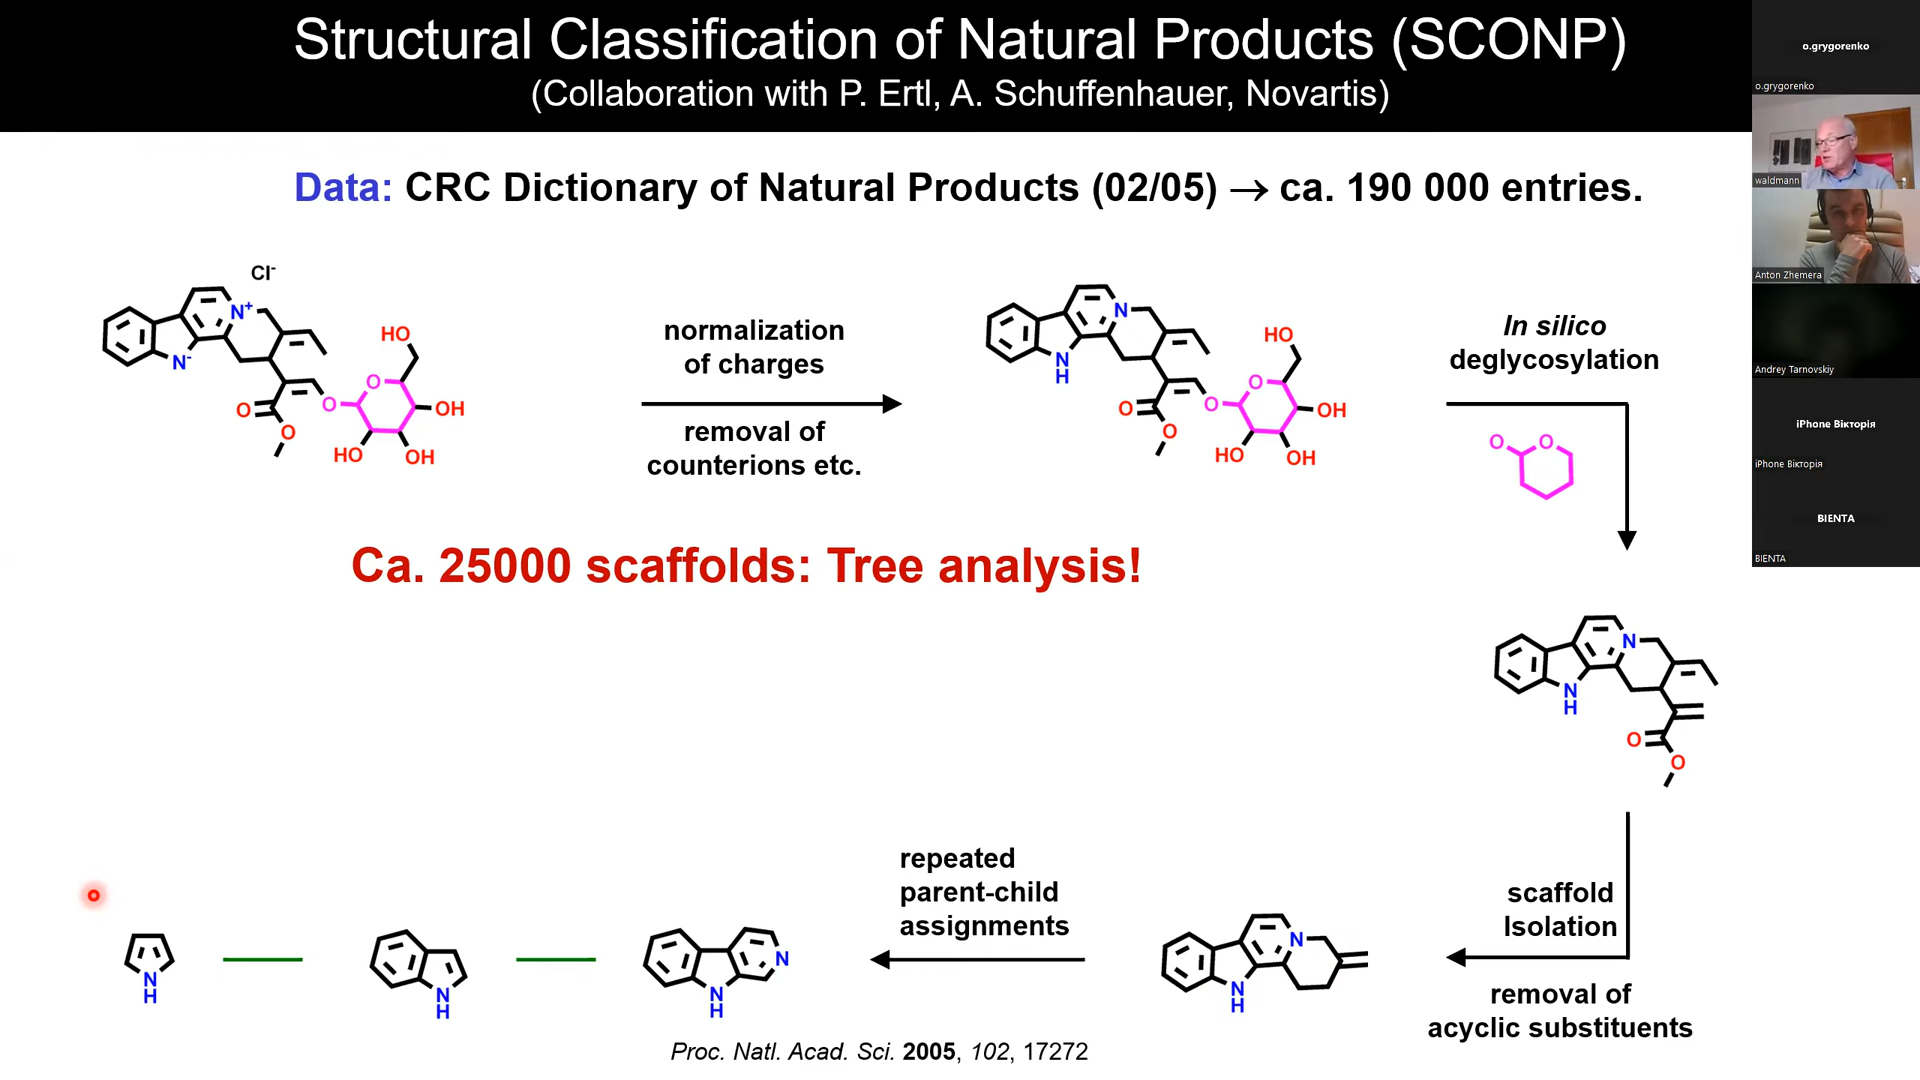 Structural Classification of Natural Products (SCONP)
(Collaboration with P. Ertl, A. Schuffenhauer, Novartis)
Data: CRC Dictionary of Natural Products (02/05) → ca. 190 000 entries.
Cl-
N+
N-
HO
O
O
OH
O
O
HO
OH
normalization
of charges
removal of
counterions etc.
N
N
H
HO
O
O
OH
O
O
HO
OH
In silico
deglycosylation
O
O
Ca. 25000 scaffolds: Tree analysis!
N
N
H
O
O
scaffold
Isolation
removal of
acyclic substituents
N
N
H
repeated
parent-child
assignments
N
N
H
N
H
N
H
Proc. Natl. Acad. Sci. 2005, 102, 17272
o.grygorenko
o.grygorenko
waldmann
Anton Zhemera
Andrey Tarnovskiy
iPhone Вікторія
iPhone Вікторія
BIENTA
BIENTA